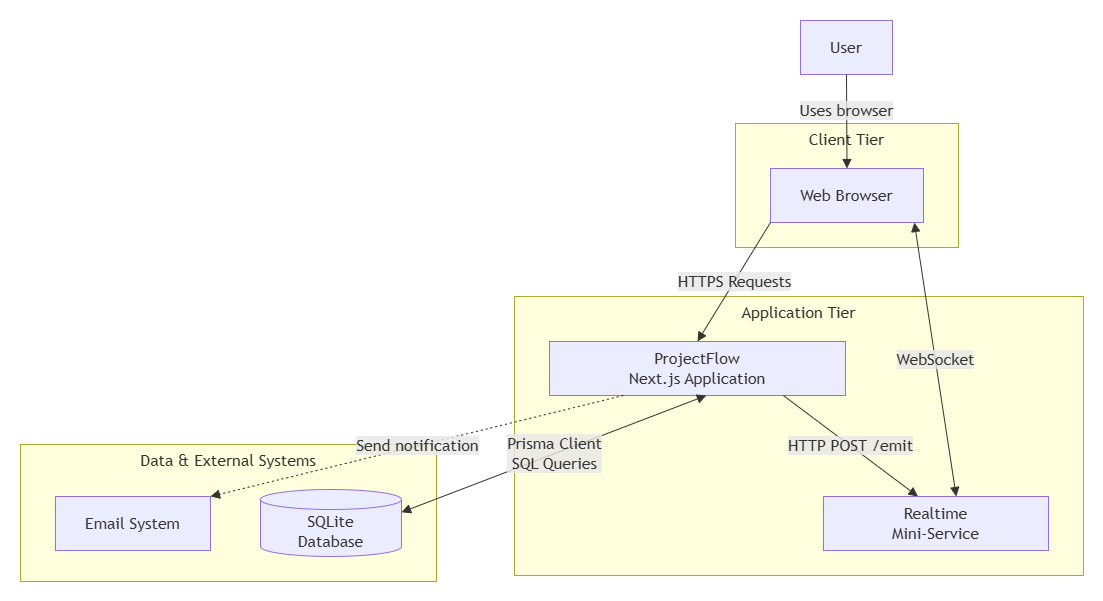 User
Uses browser
Client Tier
Web Browser
HTTPS Requests
Application Tier
ProjectFlow
Next.js Application
WebSocket
Send notification
Prisma Client
SQL Queries
HTTP POST /emit
Data & External Systems
Email System
SQLite
Database
Realtime
Mini-Service